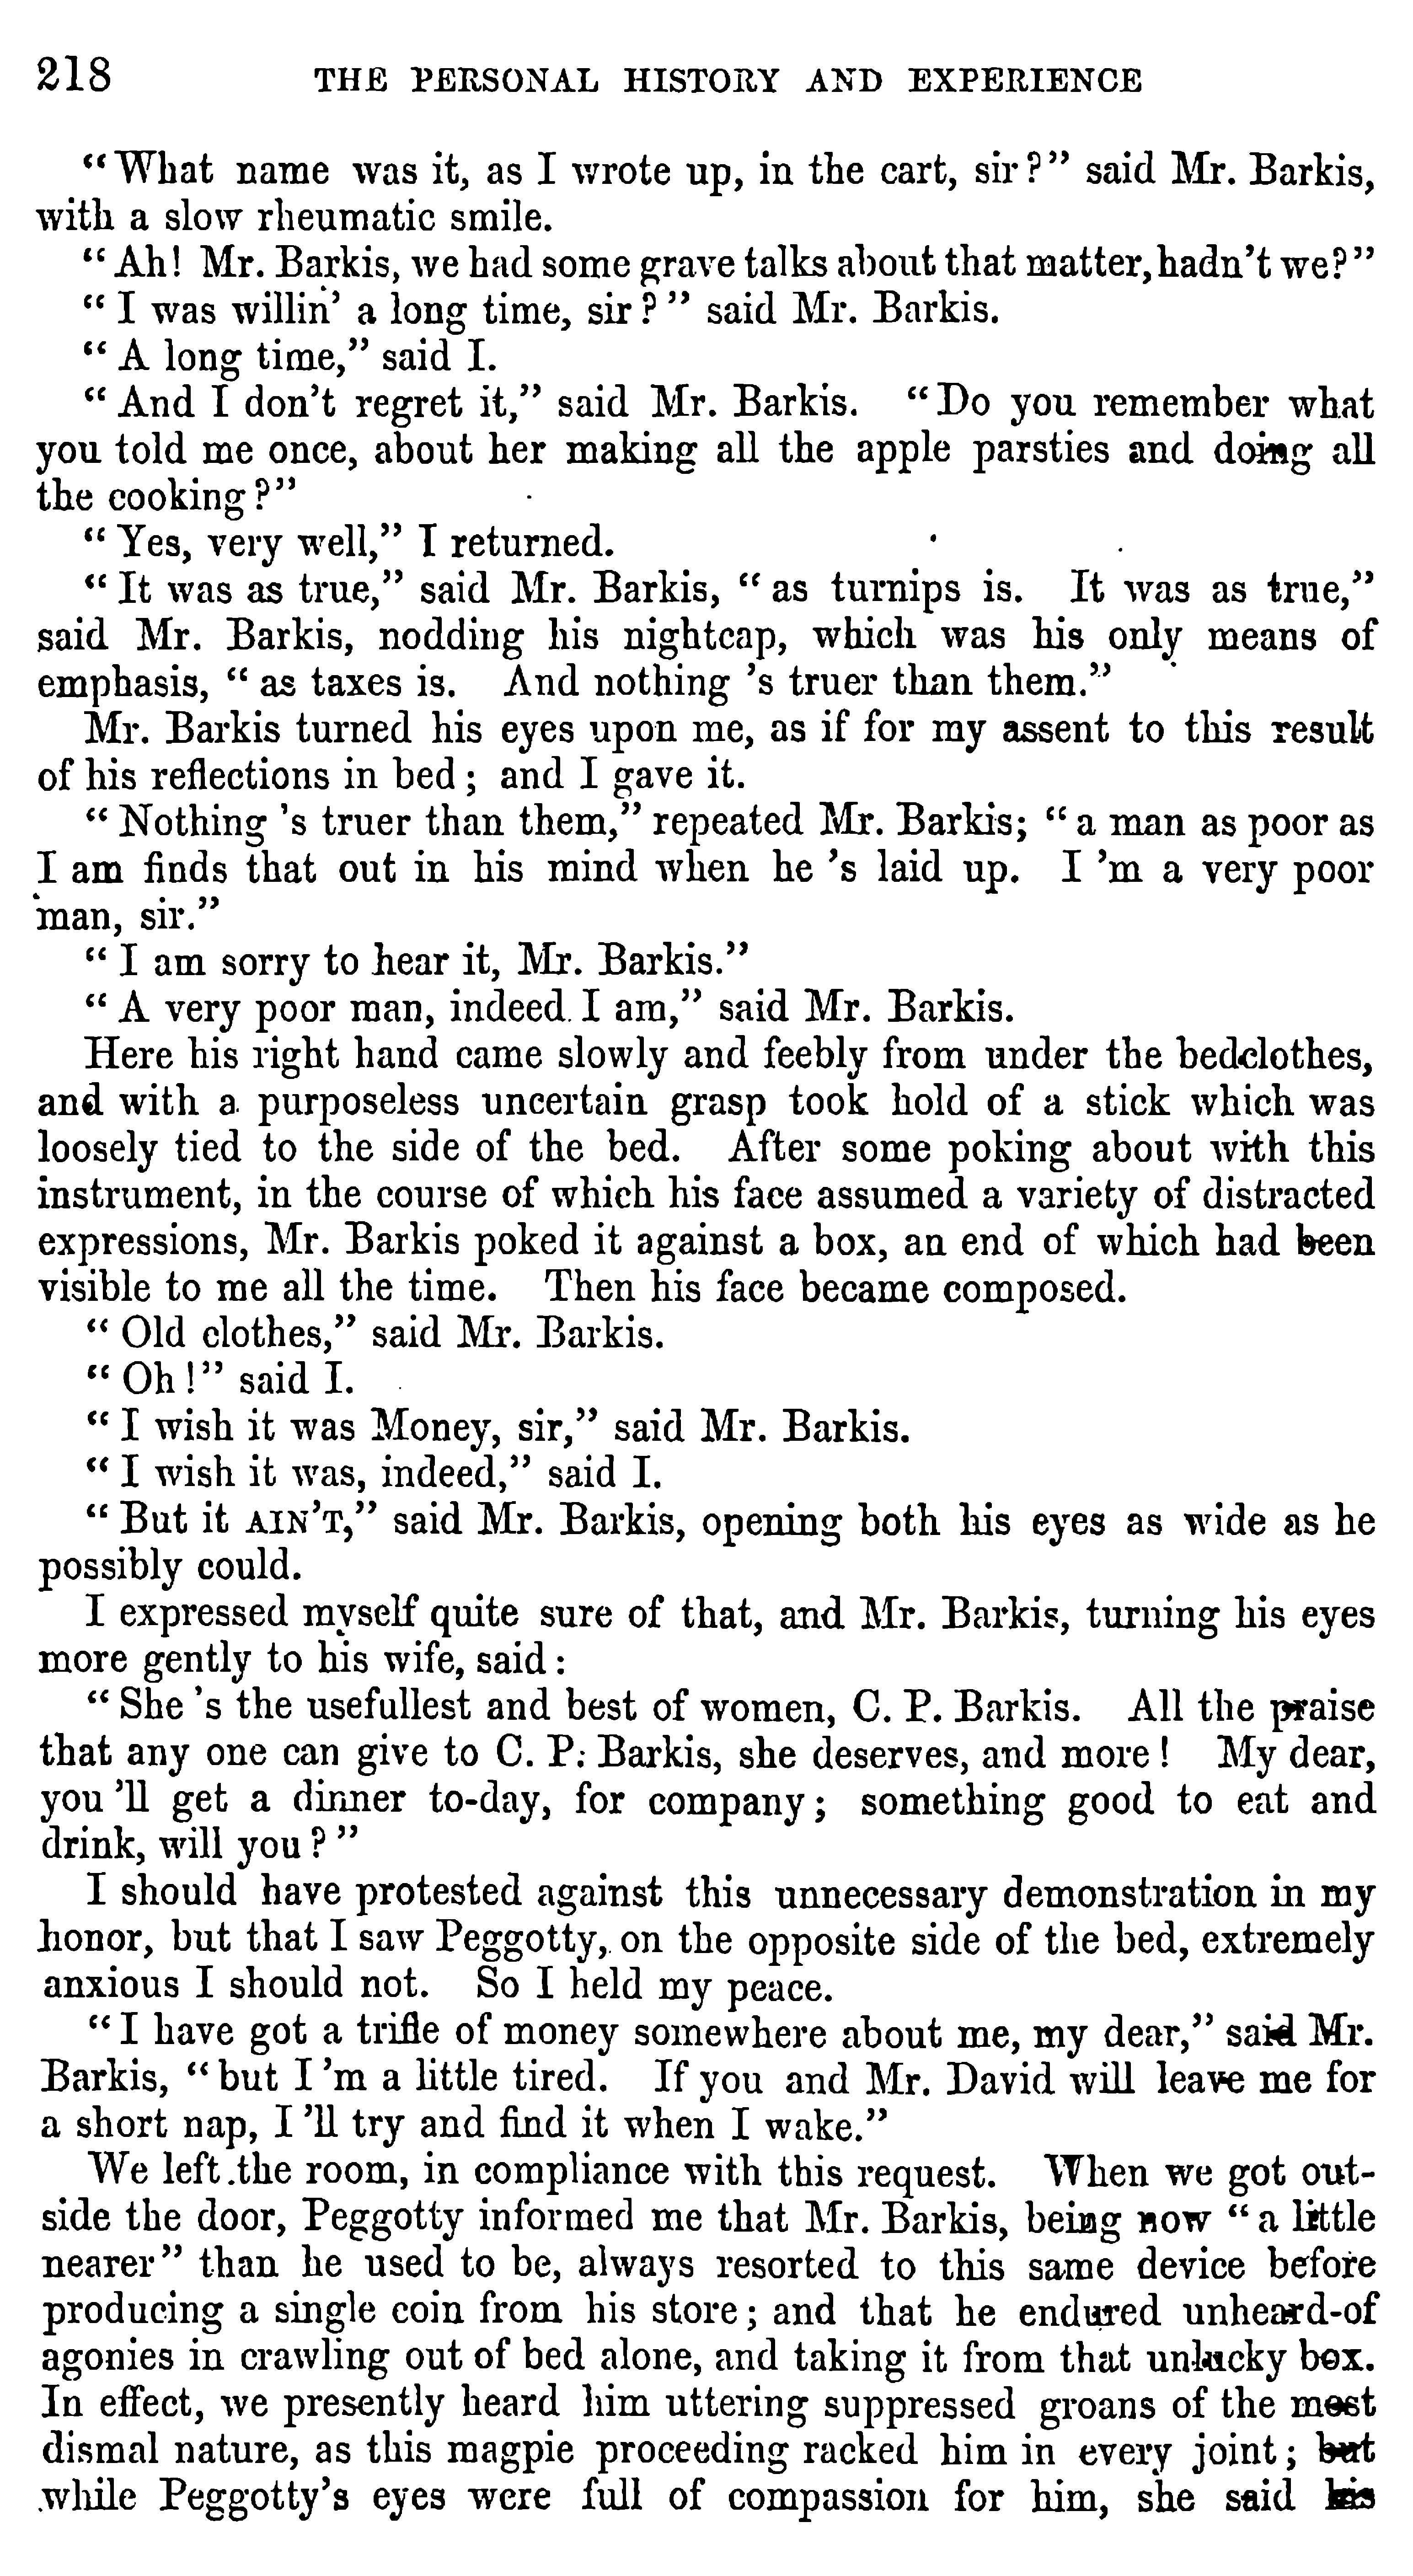 218 THE PERSONAL HISTORY AND EXPERIENCE
"What name was it, as I wrote up, in the cart, sir?" said Mr. Barkis,
with a slow rheumatic smile.
"Ah! Mr. Barkis, we had some grave talks about that matter, hadn't we?"
"I was willin' a long time, sir?" said Mr. Barkis.
"A long time," said I.
"And I don't regret it," said Mr. Barkis. "Do you remember what
you told me once, about her making all the apple parsties and doing all
the cooking?"
"Yes, very well," I returned.
"It was as true," said Mr. Barkis, "as turnips is. It was as true,"
said Mr. Barkis, nodding his nightcap, which was his only means of
emphasis, "as taxes is. And nothing 's truer than them."
Mr. Barkis turned his eyes upon me, as if for my assent to this result
of his reflections in bed; and I gave it.
"Nothing 's truer than them," repeated Mr. Barkis; "a man as poor as
I am finds that out in his mind when he 's laid up. I 'm a very poor
man, sir."
"I am sorry to hear it, Mr. Barkis."
"A very poor man, indeed I am," said Mr. Barkis.
Here his right hand came slowly and feebly from under the bedclothes,
and with a purposeless uncertain grasp took hold of a stick which was
loosely tied to the side of the bed. After some poking about with this
instrument, in the course of which his face assumed a variety of distracted
expressions, Mr. Barkis poked it against a box, an end of which had been
visible to me all the time. Then his face became composed.
"Old clothes," said Mr. Barkis.
"Oh!" said I.
"I wish it was Money, sir," said Mr. Barkis.
"I wish it was, indeed," said I.
"But it AIN'T," said Mr. Barkis, opening both his eyes as wide as he
possibly could.
I expressed myself quite sure of that, and Mr. Barkis, turning his eyes
more gently to his wife, said:
"She 's the usefullest and best of women, C. P. Barkis. All the praise
that any one can give to C. P. Barkis, she deserves, and more! My dear,
you 'll get a dinner to-day, for company; something good to eat and
drink, will you?"
I should have protested against this unnecessary demonstration in my
honor, but that I saw Peggotty, on the opposite side of the bed, extremely
anxious I should not. So I held my peace.
"I have got a trifle of money somewhere about me, my dear," said Mr.
Barkis, "but I 'm a little tired. If you and Mr. David will leave me for
a short nap, I 'll try and find it when I wake."
We left the room, in compliance with this request. When we got out-
side the door, Peggotty informed me that Mr. Barkis, being now "a little
nearer" than he used to be, always resorted to this same device before
producing a single coin from his store; and that he endured unheard-of
agonies in crawling out of bed alone, and taking it from that unlucky box.
In effect, we presently heard him uttering suppressed groans of the most
dismal nature, as this magpie proceeding racked him in every joint; but
while Peggotty's eyes were full of compassion for him, she said his